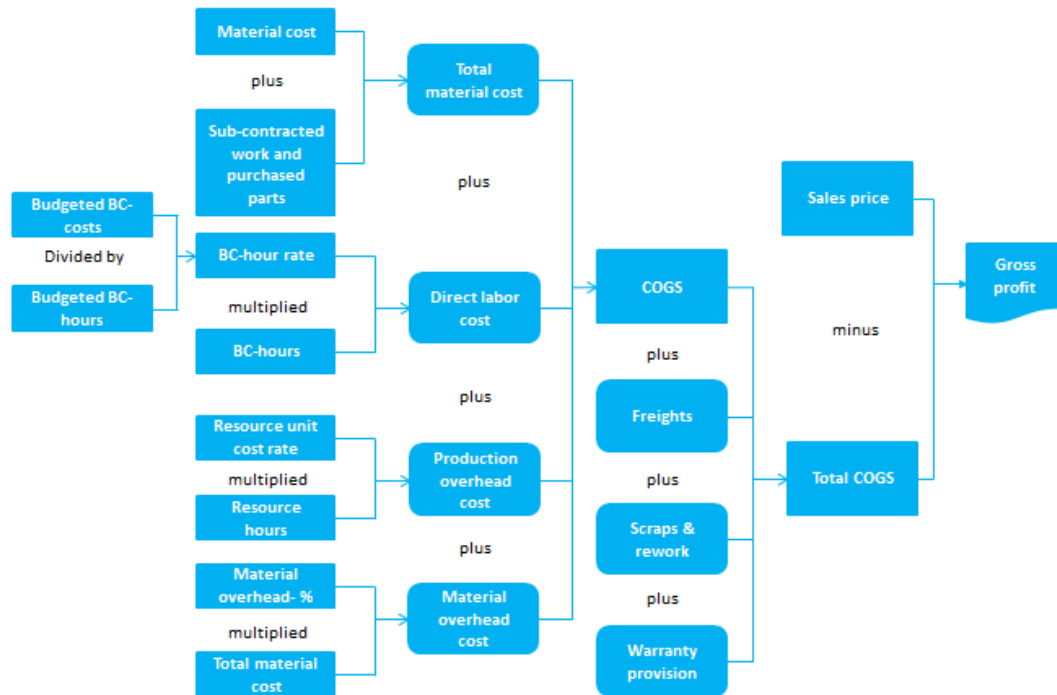 Material cost
plus
Sub-contracted
work and
purchased
parts
Total
material cost
plus
Budgeted BC-
costs
Divided by
Budgeted BC-
hours
BC-hour rate
multiplied
BC-hours
Direct labor
cost
plus
Resource unit
cost rate
multiplied
Resource
hours
Production
overhead
cost
plus
Material
overhead- %
multiplied
Total material
cost
Material
overhead
cost
COGS
plus
Freights
plus
Scraps &
rework
plus
Warranty
provision
Sales price
minus
Total COGS
Gross
profit